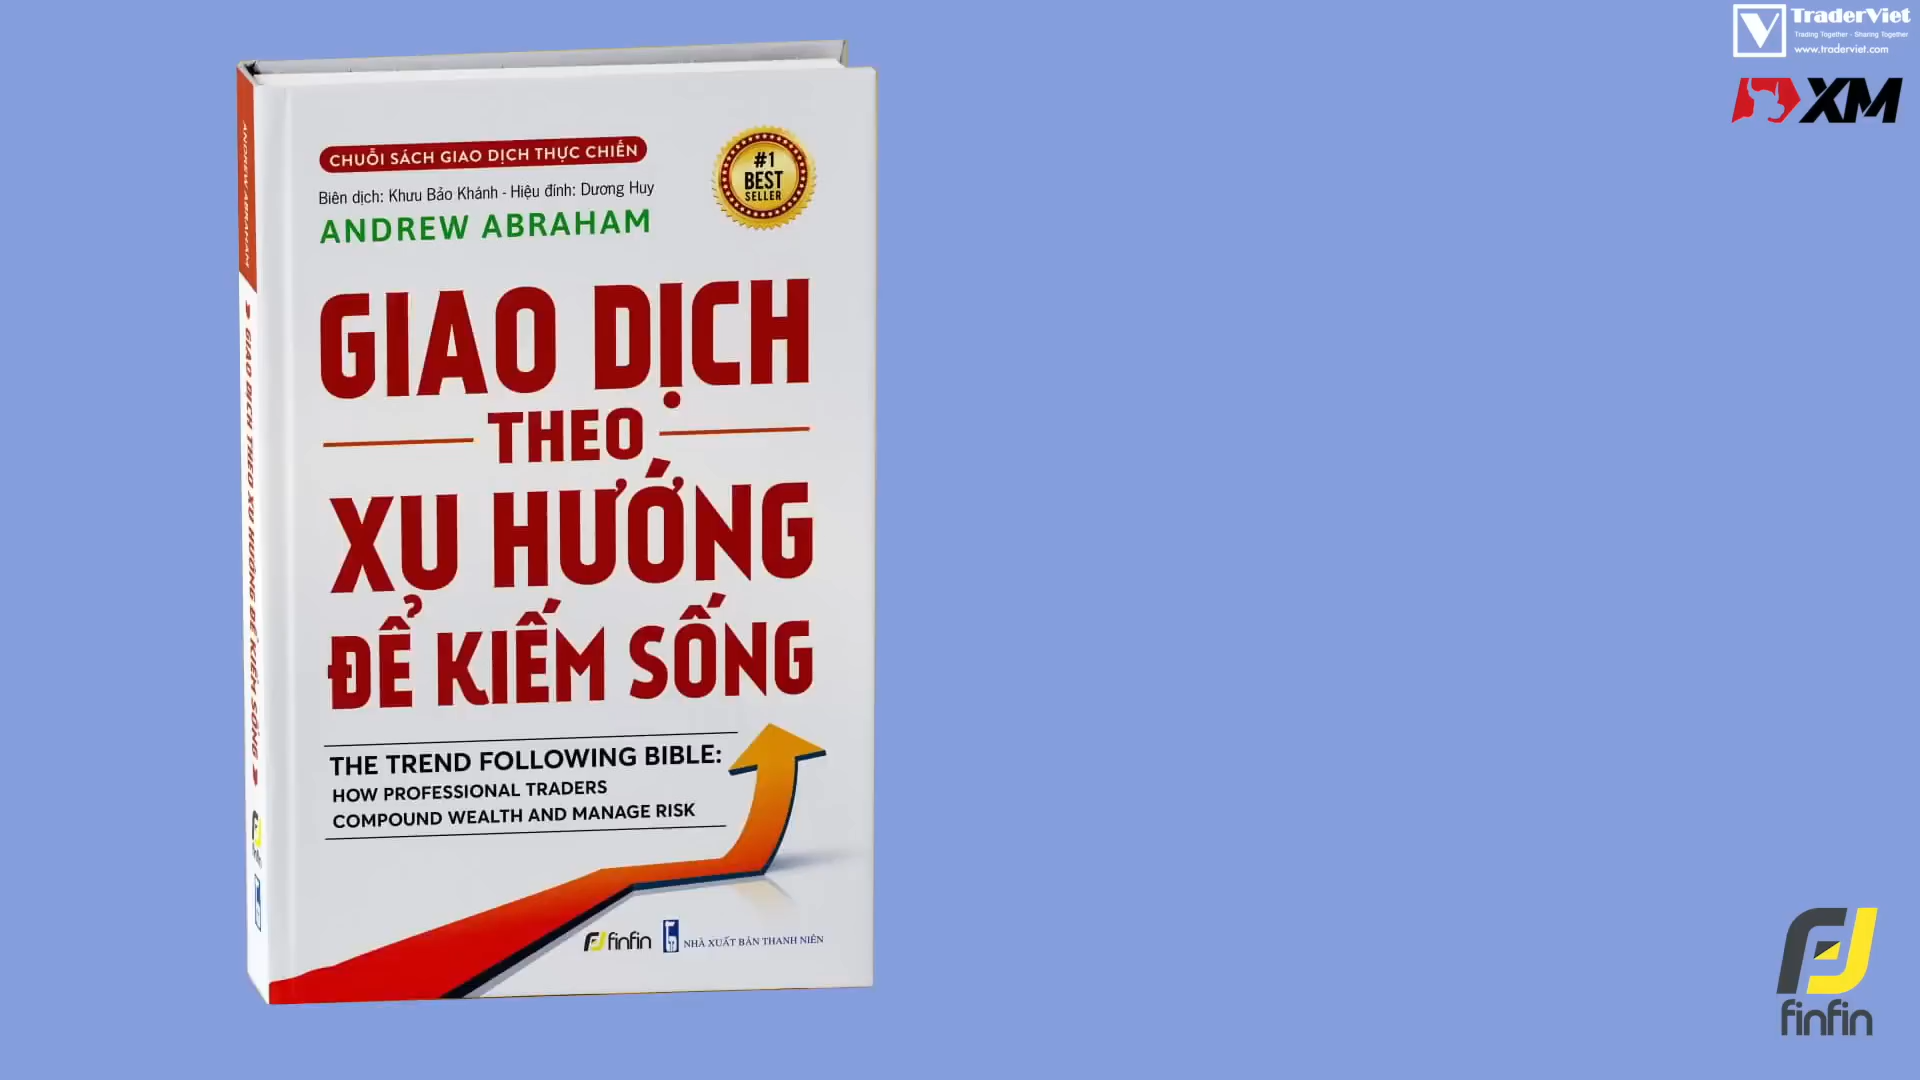 TraderViet
Trading Together - Sharing Together
www.traderviet.com
XM
CHUỖI SÁCH GIAO DỊCH THỰC CHIẾN
Biên dịch: Khưu Bảo Khánh - Hiệu đính: Dương Huy
ANDREW ABRAHAM
#1
BEST
SELLER
GIAO DỊCH
THEO
XU HƯỚNG
ĐỂ KIẾM SỐNG
THE TREND FOLLOWING BIBLE:
HOW PROFESSIONAL TRADERS
COMPOUND WEALTH AND MANAGE RISK
finfin
NHÀ XUẤT BẢN THANH NIÊN
ANDREW ABRAHAM
GIAO DỊCH THEO XU HƯỚNG ĐỂ KIẾM SỐNG
finfin
finfin